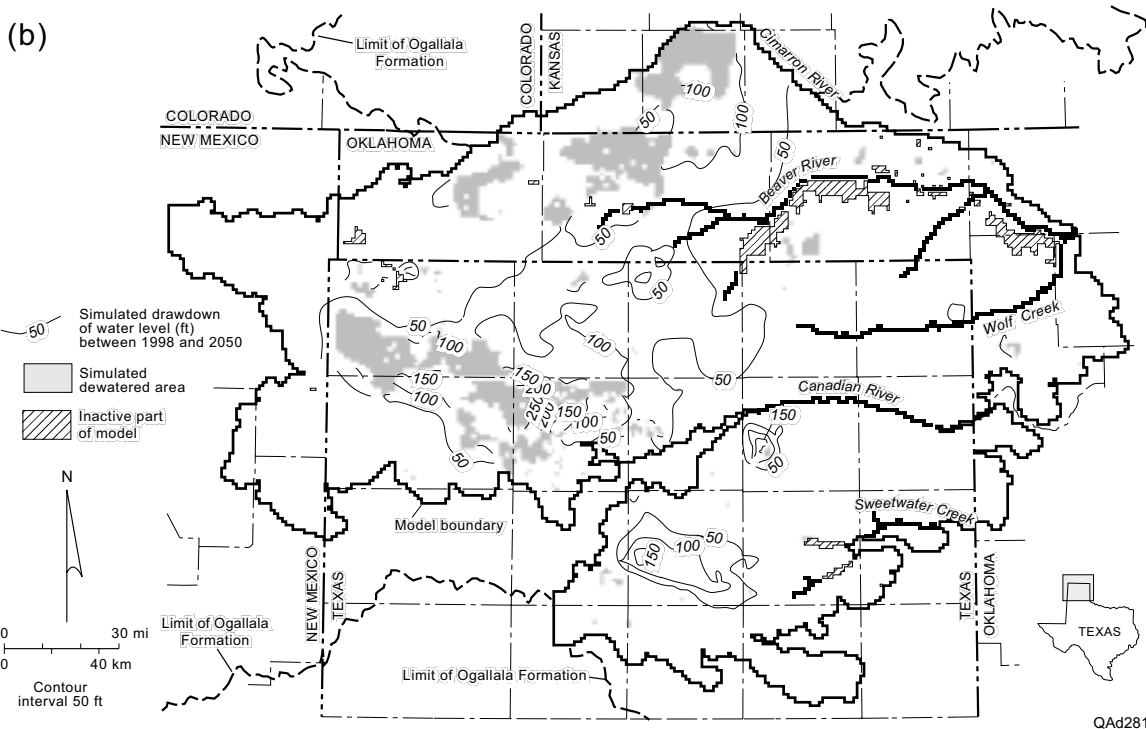 (b)
Limit of Ogallala
Formation
COLORADO
KANSAS
Cimarron River
COLORADO
NEW MEXICO
OKLAHOMA
100
50
100
50
Beaver River
50
50
Simulated drawdown
of water level (ft)
between 1998 and 2050
50
Simulated
dewatered area
Inactive part
of model
50
100
100
Wolf Creek
150
100
150
200
250
200
150
100
50
50
50
Canadian River
150
50
N
Model boundary
Sweetwater Creek
50
100
150
NEW MEXICO
TEXAS
TEXAS
OKLAHOMA
TEXAS
Limit of Ogallala
Formation
0 30 mi
0 40 km
Contour
interval 50 ft
Limit of Ogallala Formation
QAd281